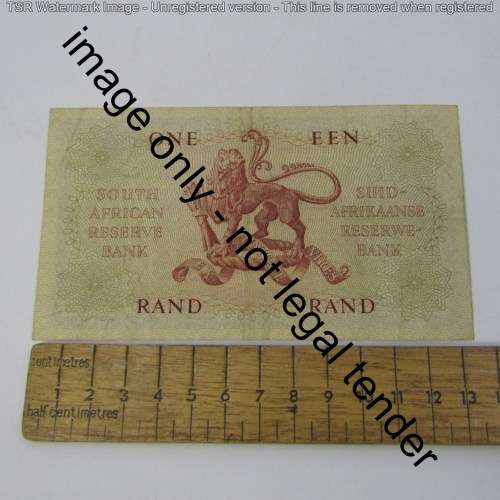 TSR Watermark Image - Unregistered version - This line is removed when registered
image only - not legal tender
ONE EEN
SOUTH AFRICAN RESERVE BANK
SUID-AFRIKAANSE RESERWE-BANK
RAND RAND
centimetres
1 2 3 4 5 6 7 8 9 10 11 12 13
half centimetres